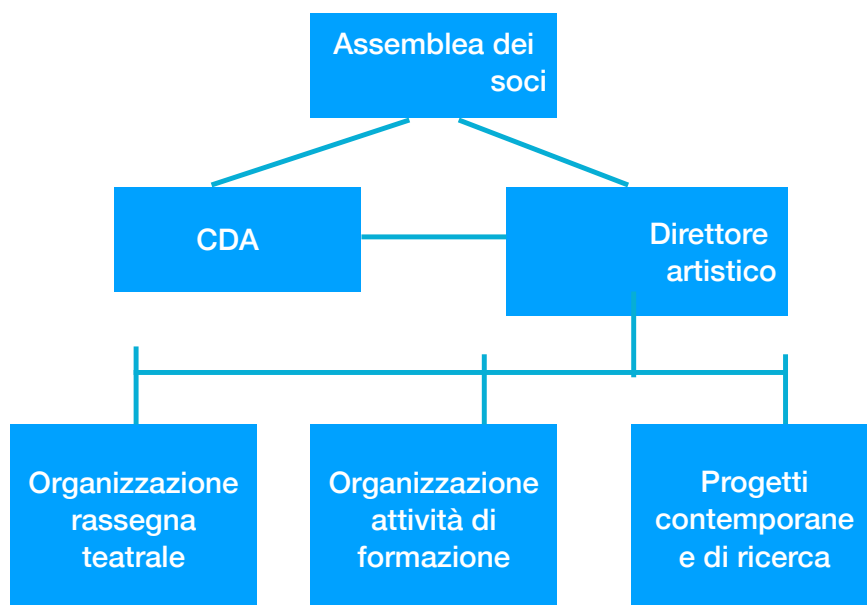 Assemblea dei
soci
CDA
Direttore
artistico
Organizzazione
rassegna
teatrale
Organizzazione
attività di
formazione
Progetti
contemporane
e di ricerca